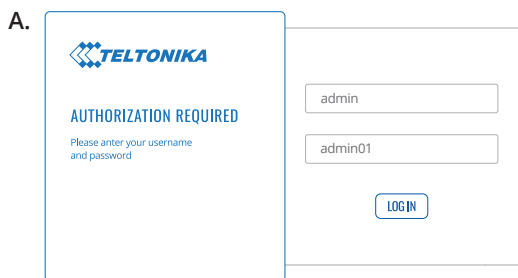 A.
TELTONIKA
AUTHORIZATION REQUIRED
Please anter your username
and password
admin
admin01
LOG IN